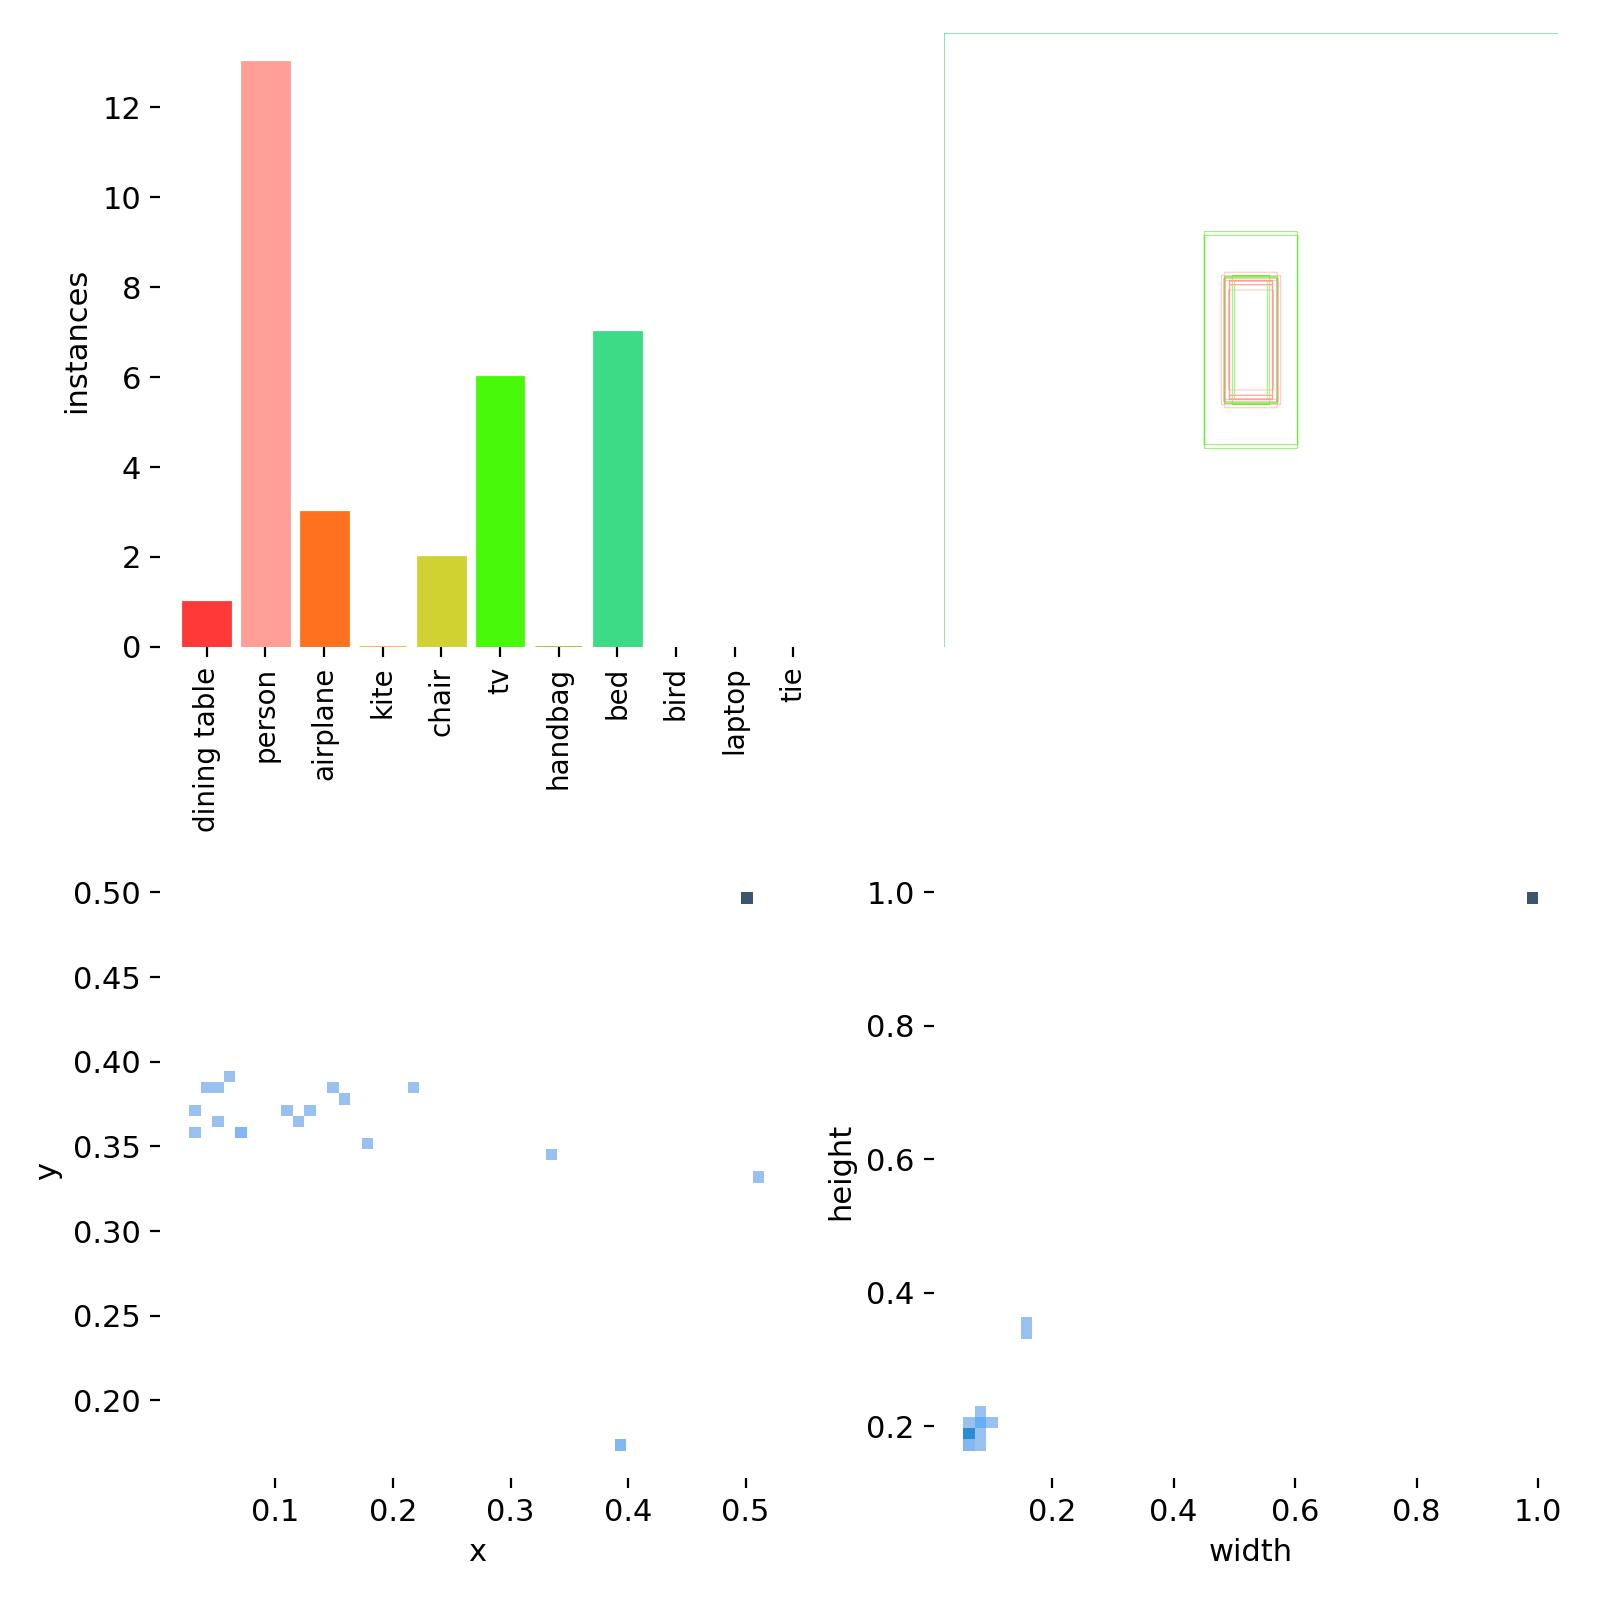 12
10
8
6
4
2
0
instances
dining table
person
airplane
kite
chair
tv
handbag
bed
bird
laptop
tie
0.50
0.45
0.40
0.35
0.30
0.25
0.20
y
0.1 0.2 0.3 0.4 0.5
x
1.0
0.8
0.6
0.4
0.2
height
0.2 0.4 0.6 0.8 1.0
width